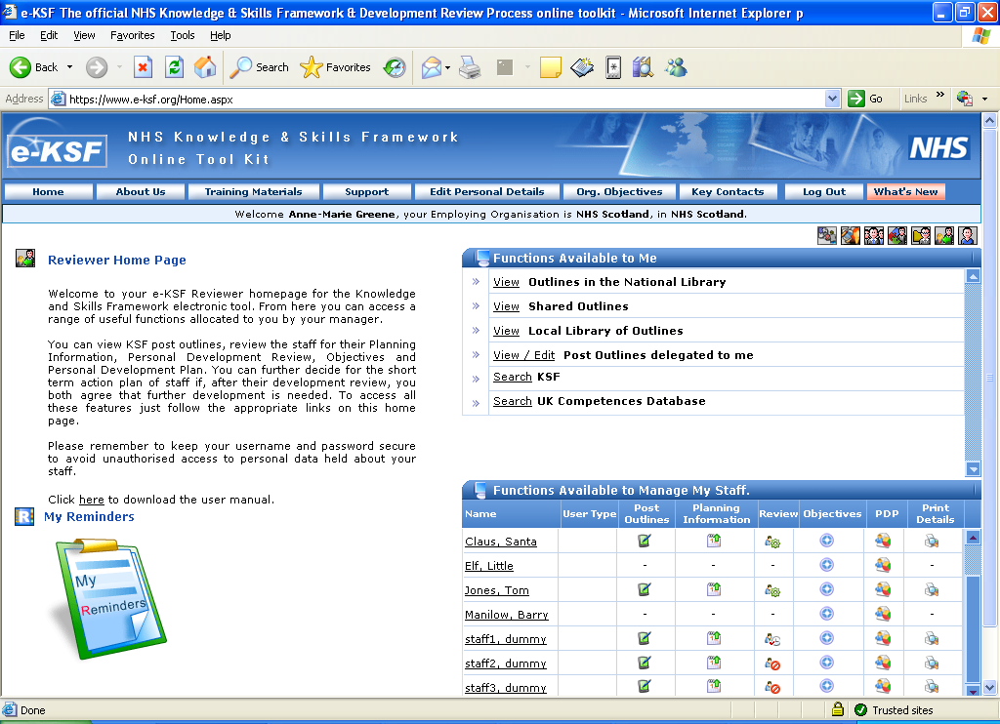 e-KSF The official NHS Knowledge & Skills Framework & Development Review Process online toolkit - Microsoft Internet Explorer p
File Edit View Favorites Tools Help
Back Search Favorites
Address https://www.e-ksf.org/Home.aspx Go Links »
e-KSF
NHS Knowledge & Skills Framework
Online Tool Kit
NHS
Home About Us Training Materials Support Edit Personal Details Org. Objectives Key Contacts Log Out What's New
Welcome Anne-Marie Greene, your Employing Organisation is NHS Scotland, in NHS Scotland.
Reviewer Home Page
Welcome to your e-KSF Reviewer homepage for the Knowledge
and Skills Framework electronic tool. From here you can access a
range of useful functions allocated to you by your manager.
You can view KSF post outlines, review the staff for their Planning
Information, Personal Development Review, Objectives and
Personal Development Plan. You can further decide for the short
term action plan of staff if, after their development review, you
both agree that further development is needed. To access all
these features just follow the appropriate links on this home
page.
Please remember to keep your username and password secure
to avoid unauthorised access to personal data held about your
staff.
Click here to download the user manual.
My Reminders
My
Reminders
Functions Available to Me
» View Outlines in the National Library
» View Shared Outlines
» View Local Library of Outlines
» View / Edit Post Outlines delegated to me
» Search KSF
» Search UK Competences Database
Functions Available to Manage My Staff.
Name User Type Post Outlines Planning Information Review Objectives PDP Print Details
Claus, Santa
Elf, Little - - - -
Jones, Tom
Manilow, Barry - - - -
staff1, dummy
staff2, dummy
staff3, dummy
Done Trusted sites